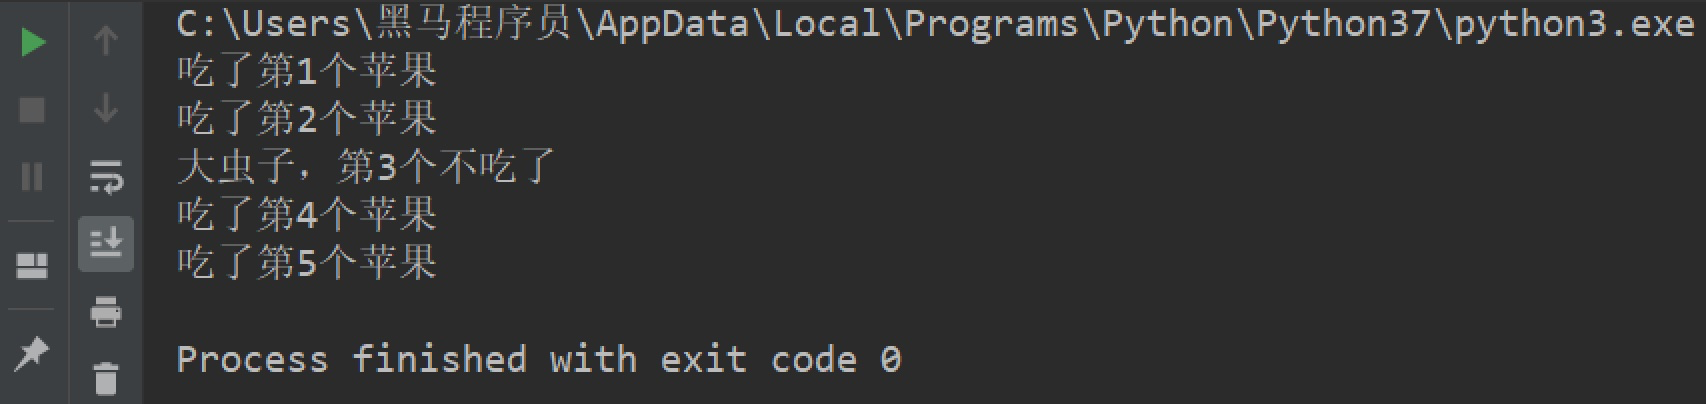 C:\Users\黑马程序员\AppData\Local\Programs\Python\Python37\python3.exe
吃了第1个苹果
吃了第2个苹果
大虫子，第3个不吃了
吃了第4个苹果
吃了第5个苹果
Process finished with exit code 0